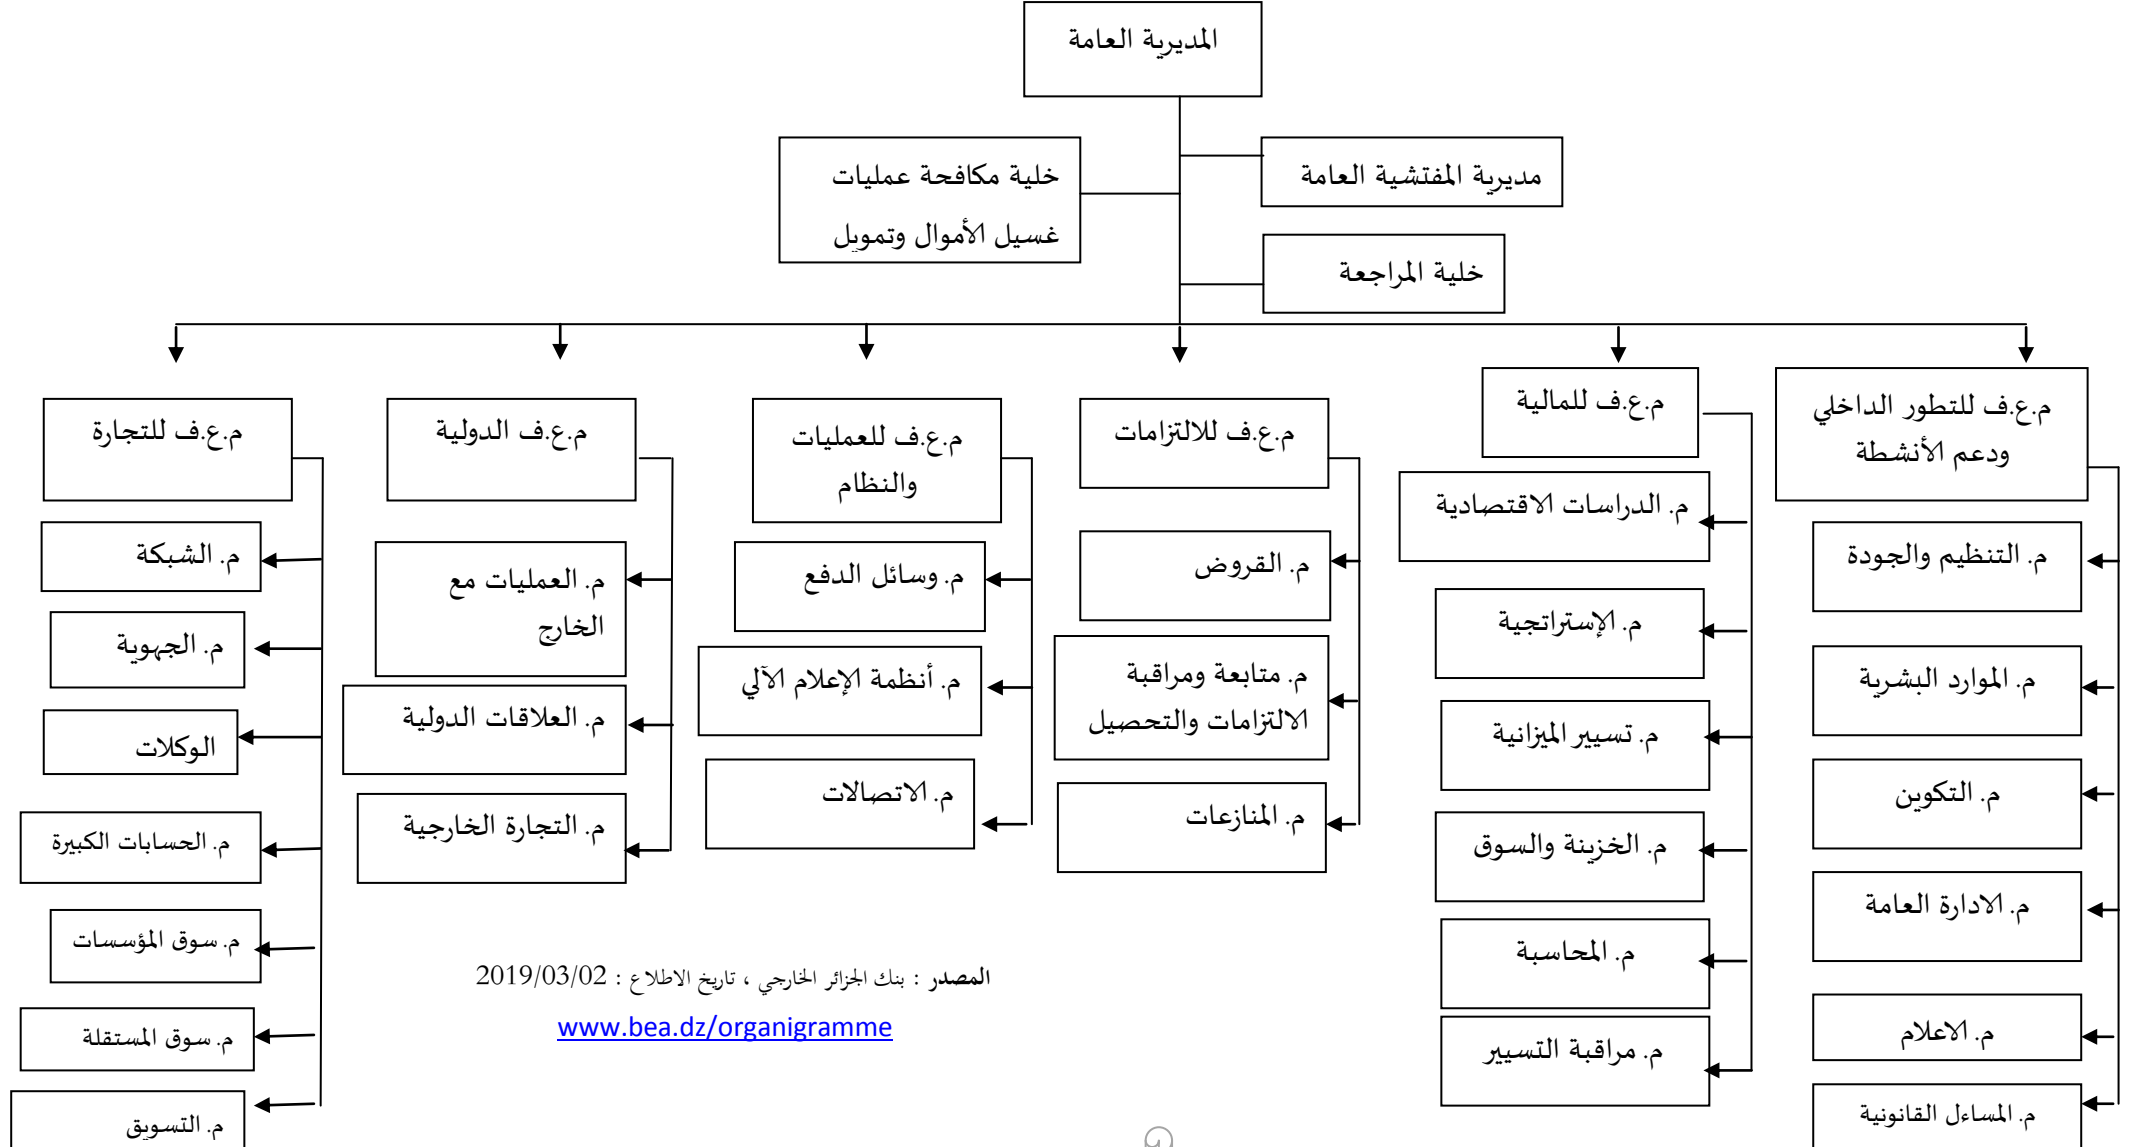 المديرية العامة
مديرية المفتشية العامة
خلية مكافحة عمليات
غسيل الأموال وتمويل
خلية المراجعة
م.ع.ف للتطور الداخلي
ودعم الأنشطة
م. التنظيم والجودة
م. الموارد البشرية
م. التكوين
م. الادارة العامة
م. الاعلام
م. المساءل القانونية
م.ع.ف للمالية
م. الدراسات الاقتصادية
م. الإستراتجية
م. تسيير الميزانية
م. الخزينة والسوق
م. المحاسبة
م. مراقبة التسيير
م.ع.ف للالتزامات
م. القروض
م. متابعة ومراقبة
الالتزامات والتحصيل
م. المنازعات
م.ع.ف للعمليات
والنظام
م. وسائل الدفع
م. أنظمة الإعلام الآلي
م. الاتصالات
م.ع.ف الدولية
م. العمليات مع
الخارج
م. العلاقات الدولية
م. التجارة الخارجية
م.ع.ف للتجارة
م. الشبكة
م. الجهوية
الوكلات
م. الحسابات الكبيرة
م. سوق المؤسسات
م. سوق المستقلة
م. التسويق
المصدر : بنك الجزائر الخارجي ، تاريخ الاطلاع : 2019/03/02
www.bea.dz/organigramme